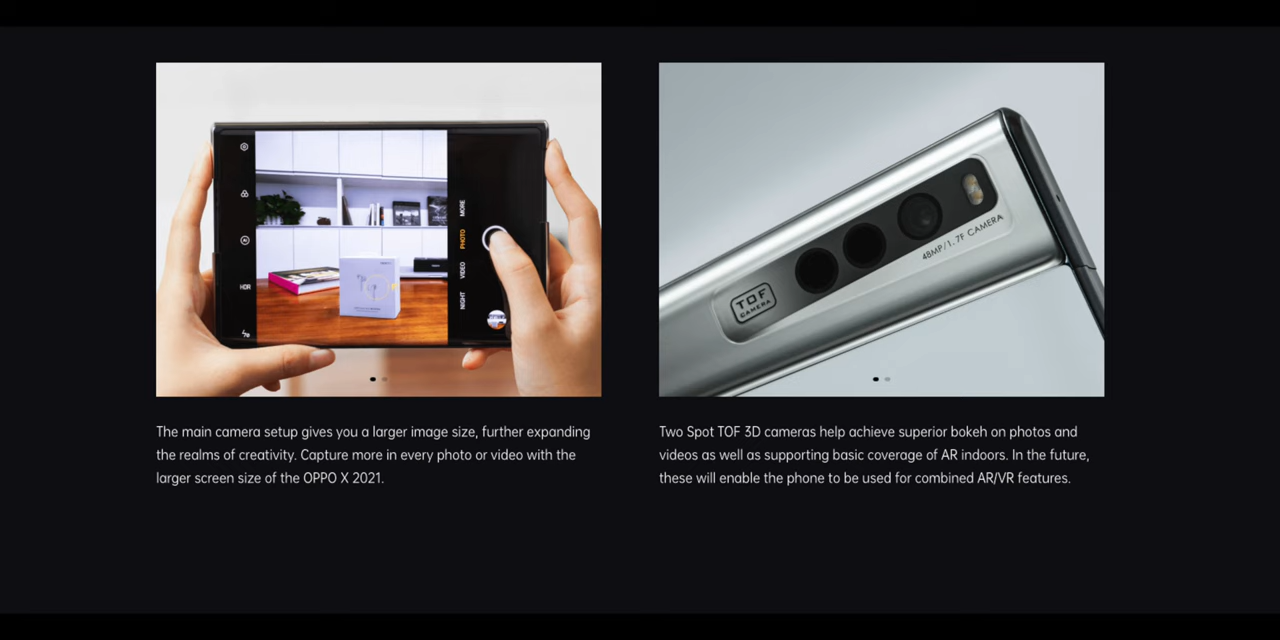 MORE
PHOTO
VIDEO
NIGHT
HDR
AI
48MP/1.7F CAMERA
TOF
CAMERA
The main camera setup gives you a larger image size, further expanding
the realms of creativity. Capture more in every photo or video with the
larger screen size of the OPPO X 2021.
Two Spot TOF 3D cameras help achieve superior bokeh on photos and
videos as well as supporting basic coverage of AR indoors. In the future,
these will enable the phone to be used for combined AR/VR features.